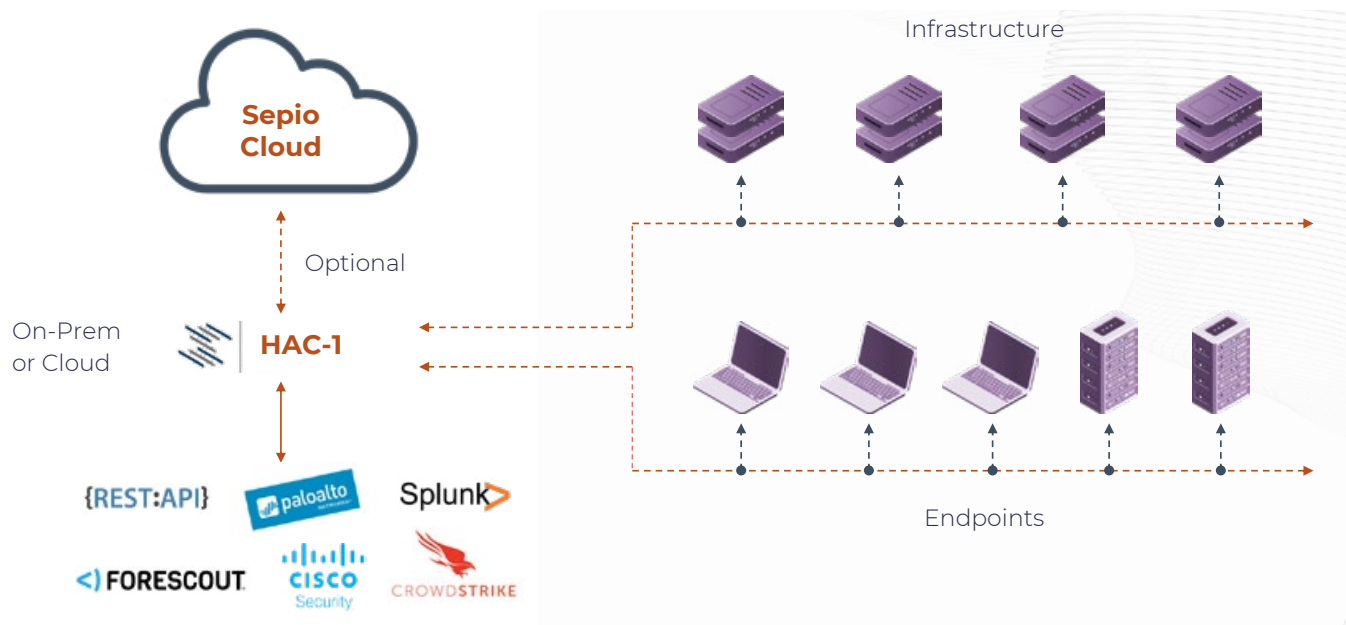 Infrastructure
Sepio
Cloud
Optional
On-Prem
or Cloud
HAC-1
{REST:API}
paloalto
NETWORKS
Splunk>
Endpoints
<) FORESCOUT.
CISCO
Security
CROWDSTRIKE